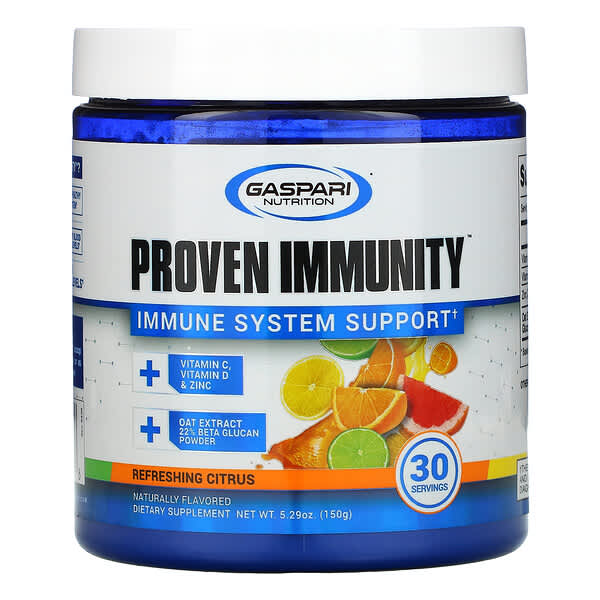 GASPARI
NUTRITION
PROVEN IMMUNITY™
IMMUNE SYSTEM SUPPORT†
+ VITAMIN C,
VITAMIN D
& ZINC
+ OAT EXTRACT
22% BETA GLUCAN
POWDER
REFRESHING CITRUS
30
SERVINGS
NATURALLY FLAVORED
DIETARY SUPPLEMENT NET WT. 5.29oz. (150g)